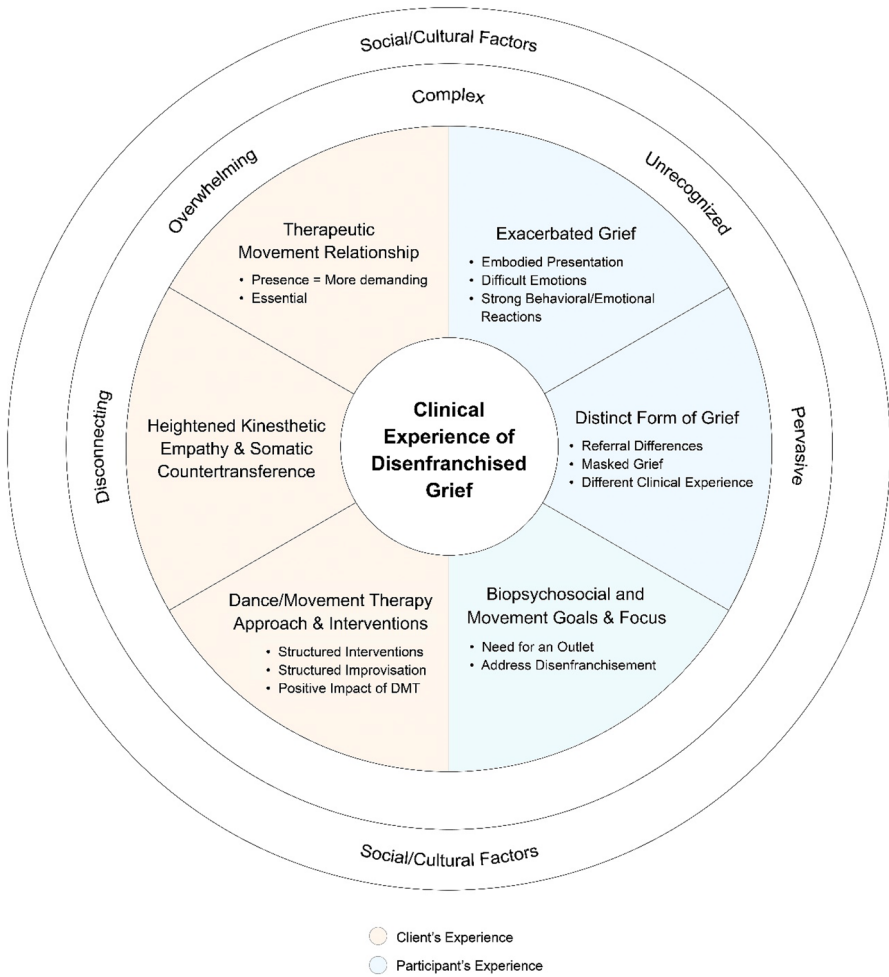 Social/Cultural Factors
Complex
Overwhelming
Unrecognized
Disconnecting
Pervasive
Therapeutic
Movement Relationship
• Presence = More demanding
• Essential
Exacerbated Grief
• Embodied Presentation
• Difficult Emotions
• Strong Behavioral/Emotional
Reactions
Heightened Kinesthetic
Empathy & Somatic
Countertransference
Clinical
Experience of
Disenfranchised
Grief
Distinct Form of Grief
• Referral Differences
• Masked Grief
• Different Clinical Experience
Dance/Movement Therapy
Approach & Interventions
• Structured Interventions
• Structured Improvisation
• Positive Impact of DMT
Biopsychosocial and
Movement Goals & Focus
• Need for an Outlet
• Address Disenfranchisement
Social/Cultural Factors
Client's Experience
Participant's Experience